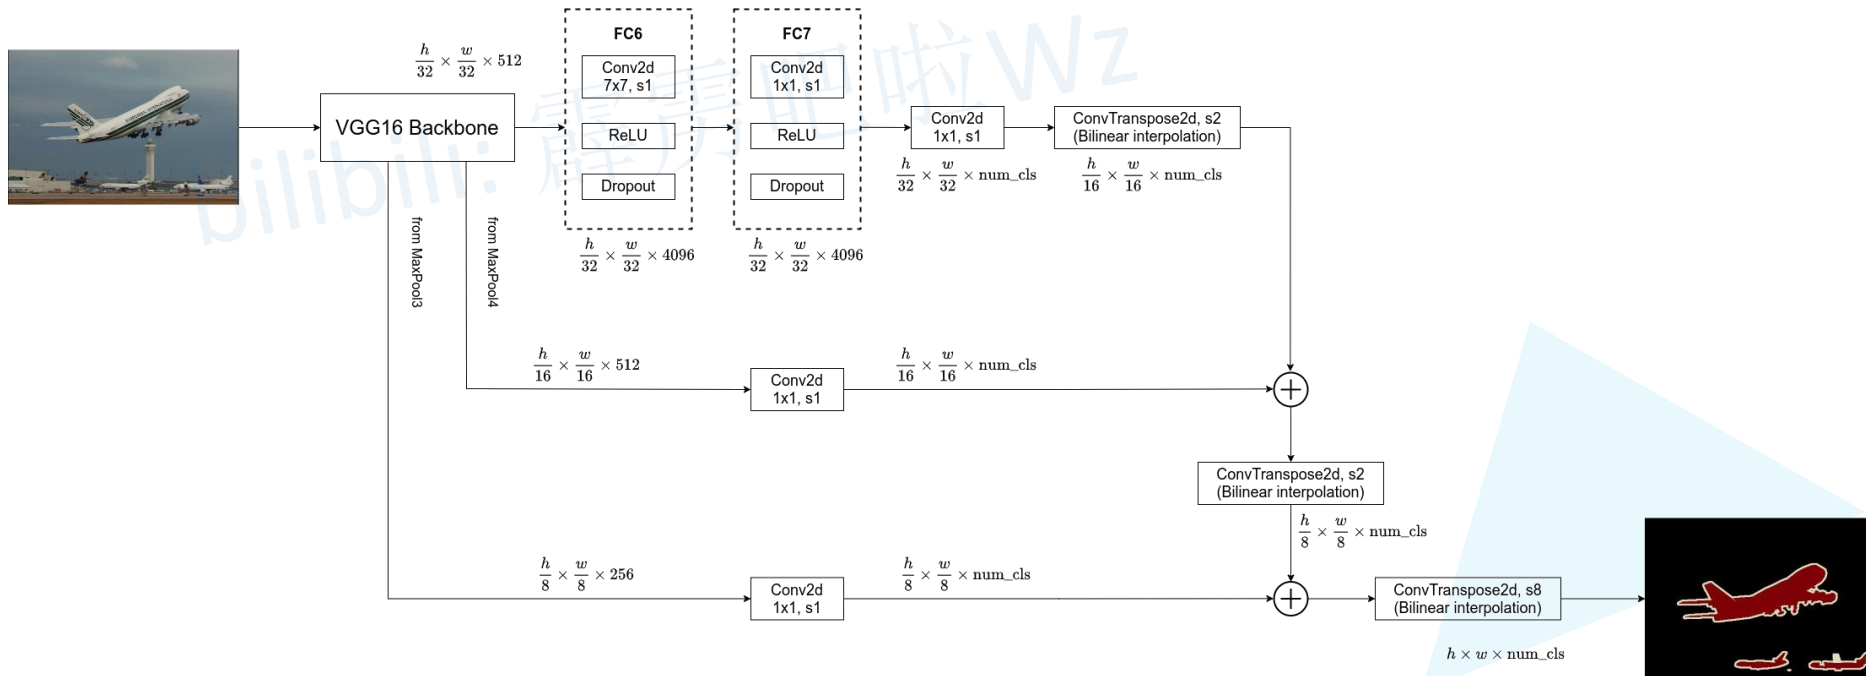 h/32 × w/32 × 512
VGG16 Backbone
FC6
Conv2d
7x7, s1
ReLU
Dropout
h/32 × w/32 × 4096
FC7
Conv2d
1x1, s1
ReLU
Dropout
h/32 × w/32 × 4096
Conv2d
1x1, s1
h/32 × w/32 × num_cls
ConvTranspose2d, s2
(Bilinear interpolation)
h/16 × w/16 × num_cls
from MaxPool3
from MaxPool4
h/16 × w/16 × 512
Conv2d
1x1, s1
h/16 × w/16 × num_cls
ConvTranspose2d, s2
(Bilinear interpolation)
h/8 × w/8 × num_cls
h/8 × w/8 × 256
Conv2d
1x1, s1
h/8 × w/8 × num_cls
ConvTranspose2d, s8
(Bilinear interpolation)
h × w × num_cls
bilibili: 霹雳吧啦Wz